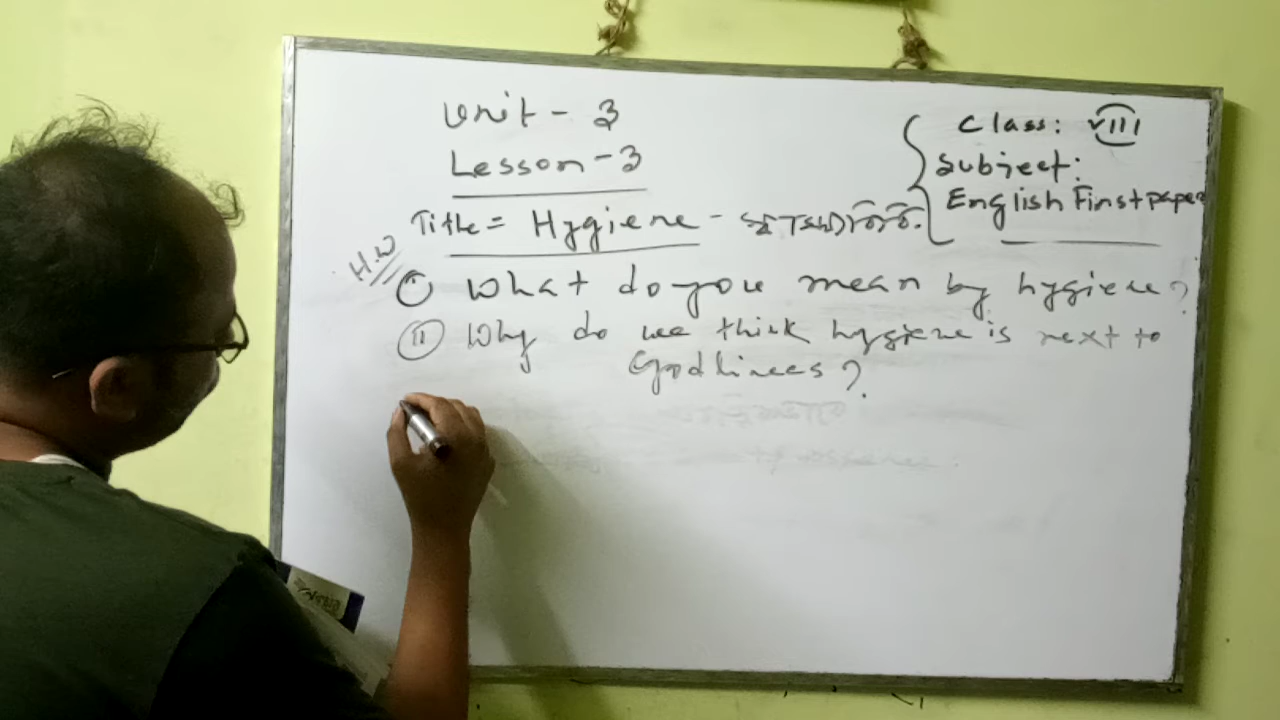 Unit - 3
Lesson - 3
Class: VIII
Subject:
English First paper
Title = Hygiene - স্বাস্থ্যবিধি.
H.W
What do you mean by hygiene?
(II) Why do we think hygiene is next to
Godliness?